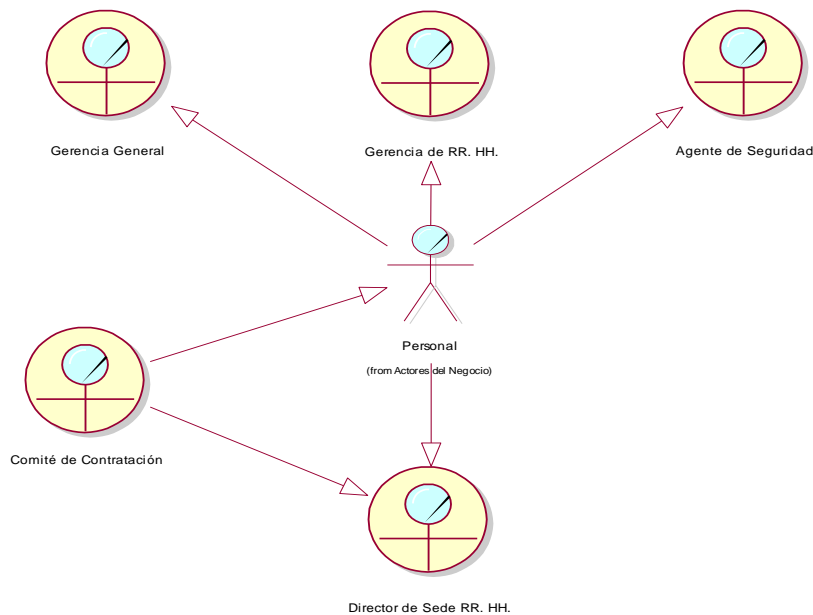 Gerencia General
Gerencia de RR. HH.
Agente de Seguridad
Personal
(from Actores del Negocio)
Comité de Contratación
Director de Sede RR. HH.